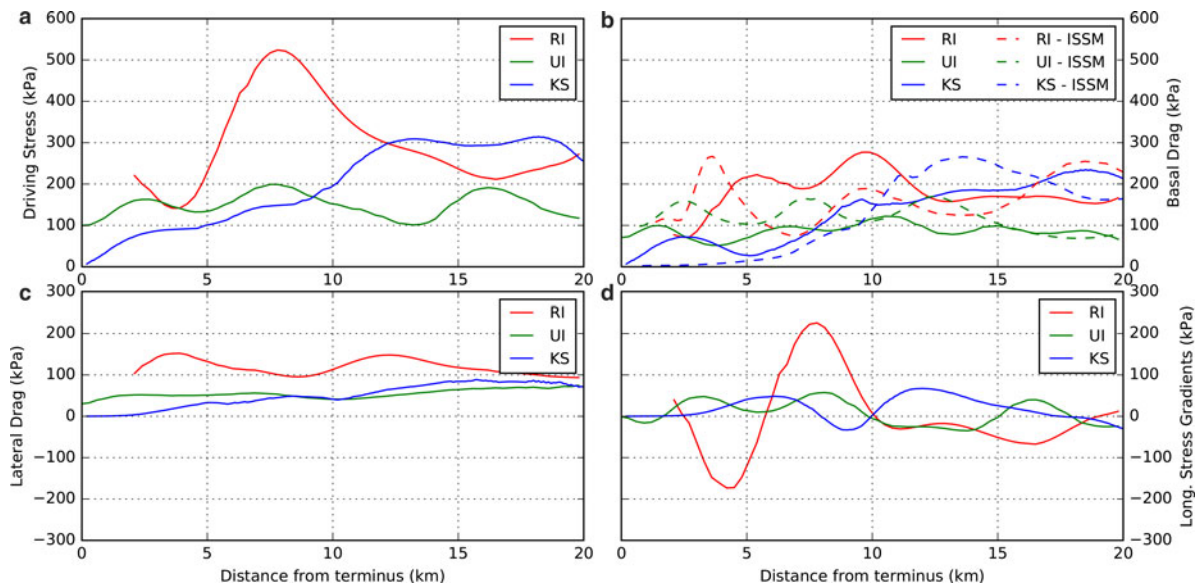 a
b
600
500
400
300
200
100
0
Driving Stress (kPa)
RI
UI
KS
0 5 10 15 20
RI RI - ISSM
UI UI - ISSM
KS KS - ISSM
600
500
400
300
200
100
0
Basal Drag (kPa)
0 5 10 15 20
c
d
300
200
100
0
−100
−200
−300
Lateral Drag (kPa)
RI
UI
KS
0 5 10 15 20
Distance from terminus (km)
RI
UI
KS
300
200
100
0
−100
−200
−300
Long. Stress Gradients (kPa)
0 5 10 15 20
Distance from terminus (km)